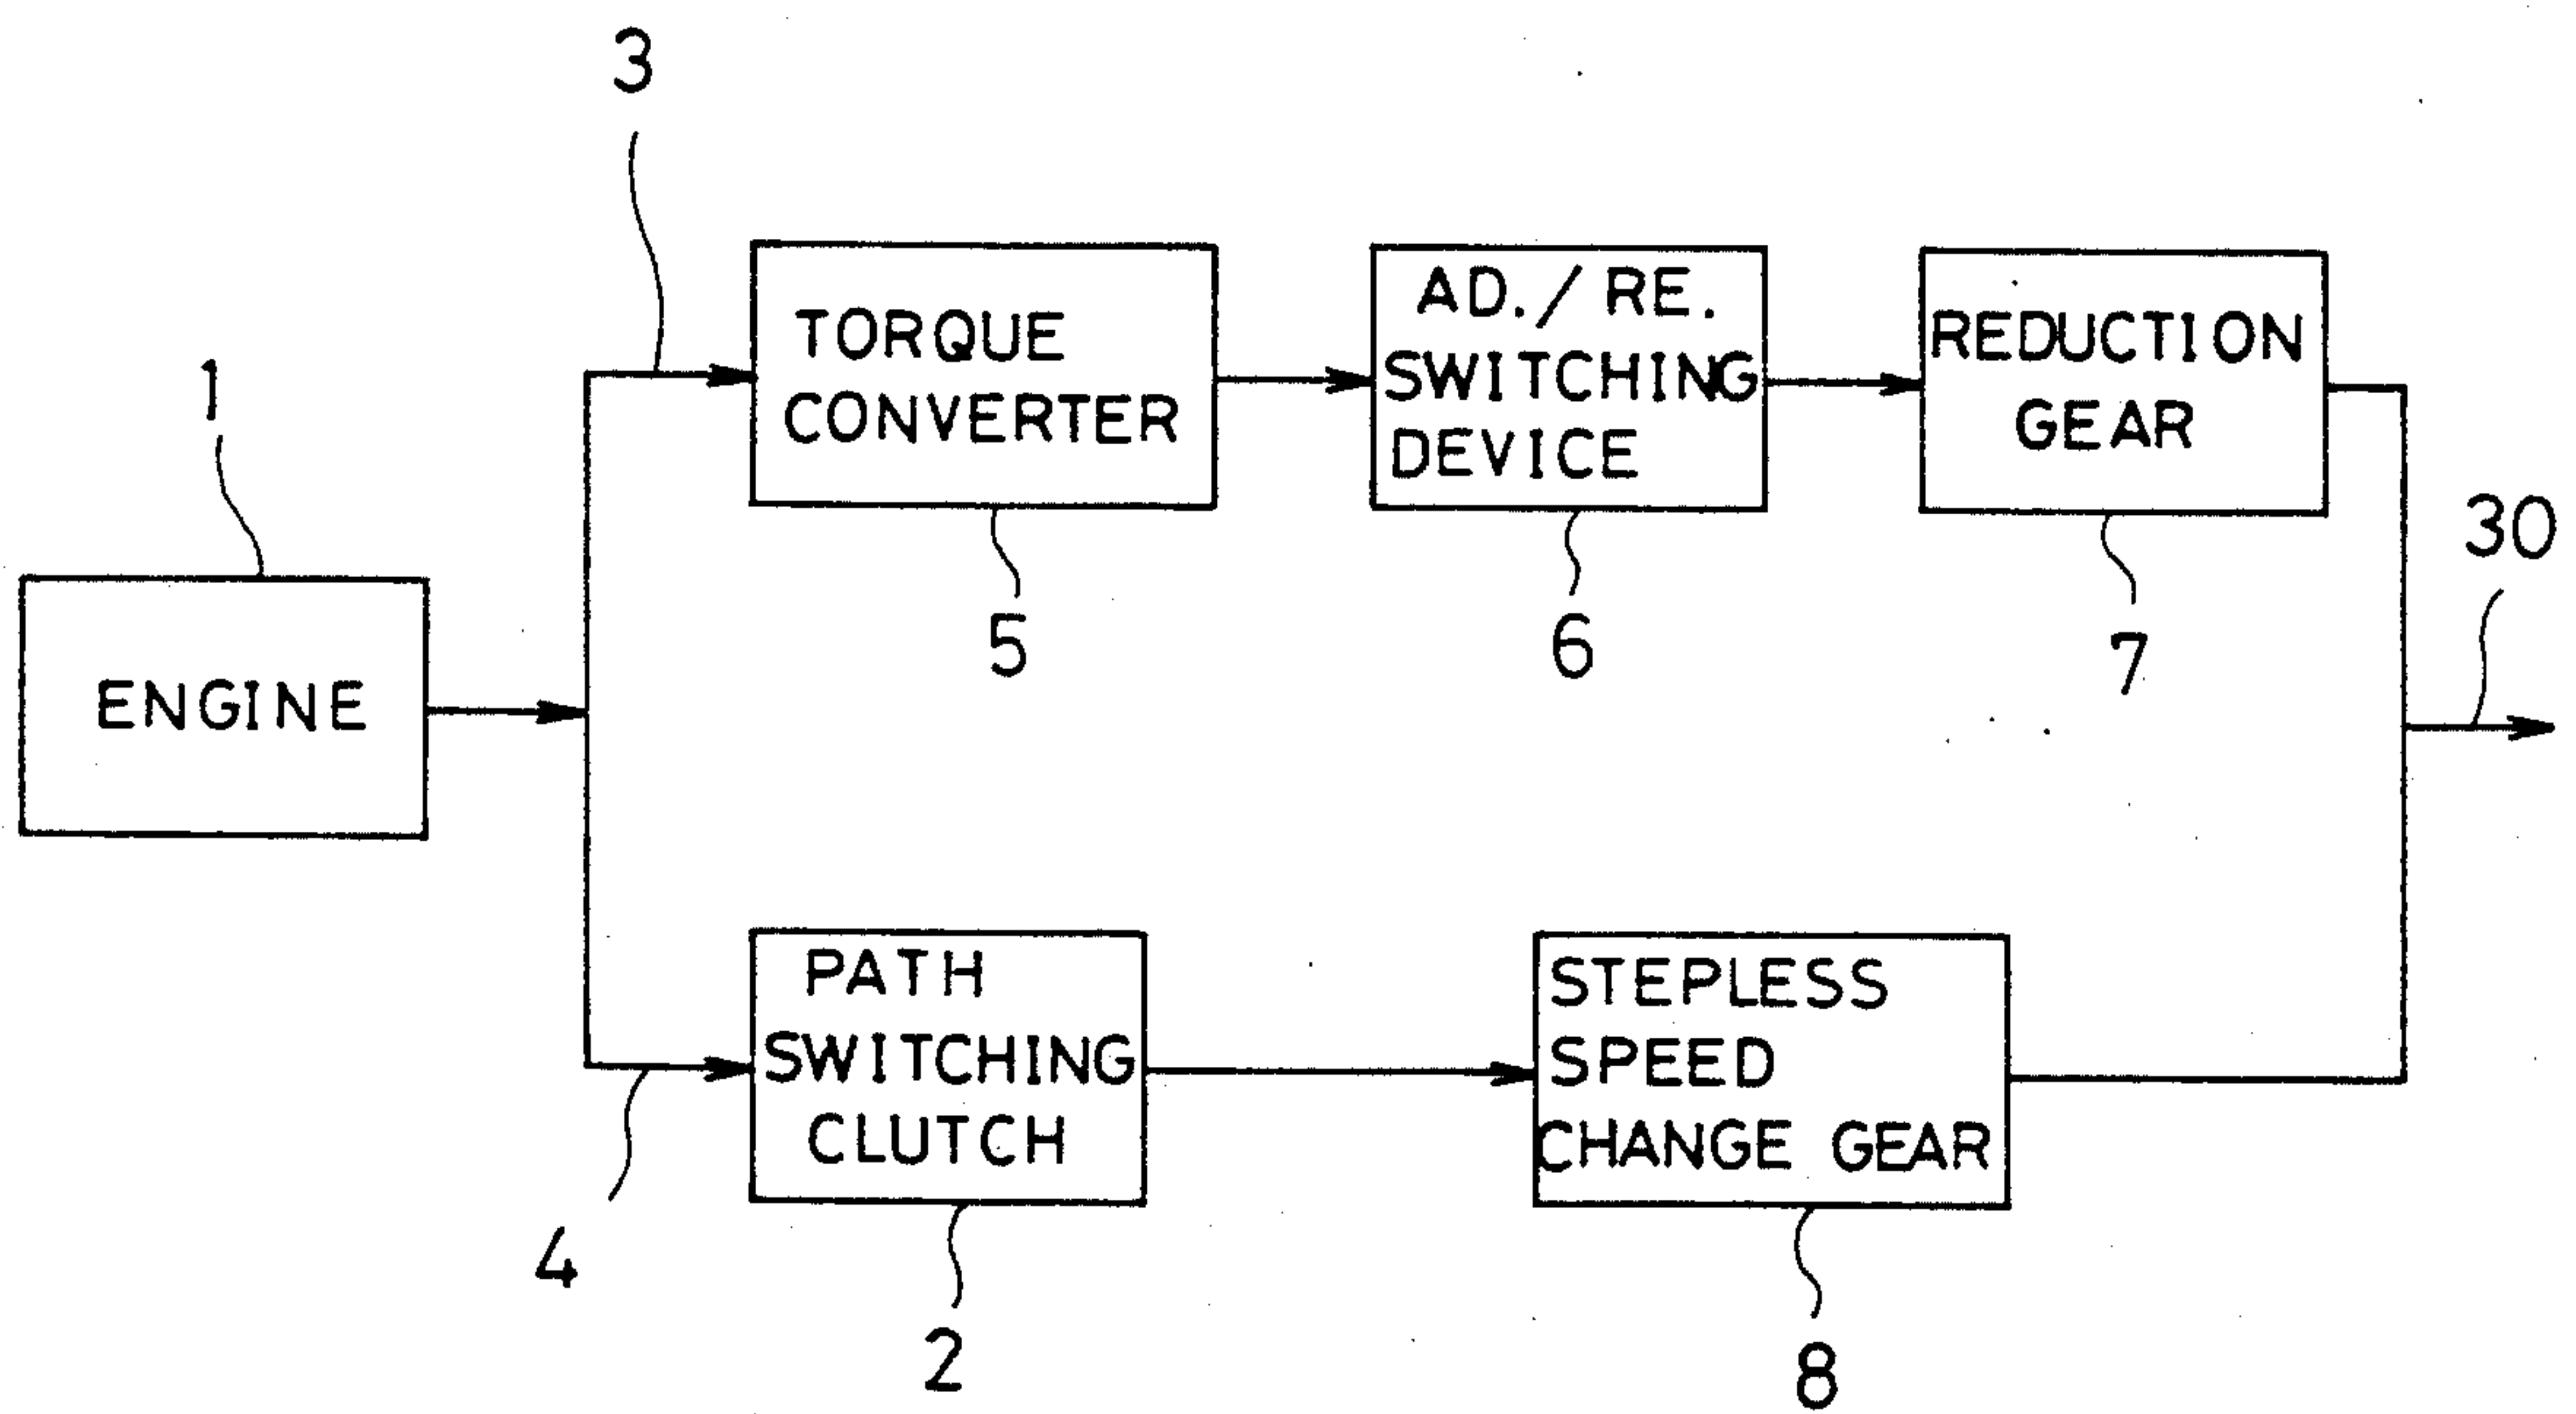 3
TORQUE
CONVERTER
AD./RE.
SWITCHING
DEVICE
REDUCTION
GEAR
1
30
5
6
7
ENGINE
PATH
SWITCHING
CLUTCH
STEPLESS
SPEED
CHANGE GEAR
4
2
8